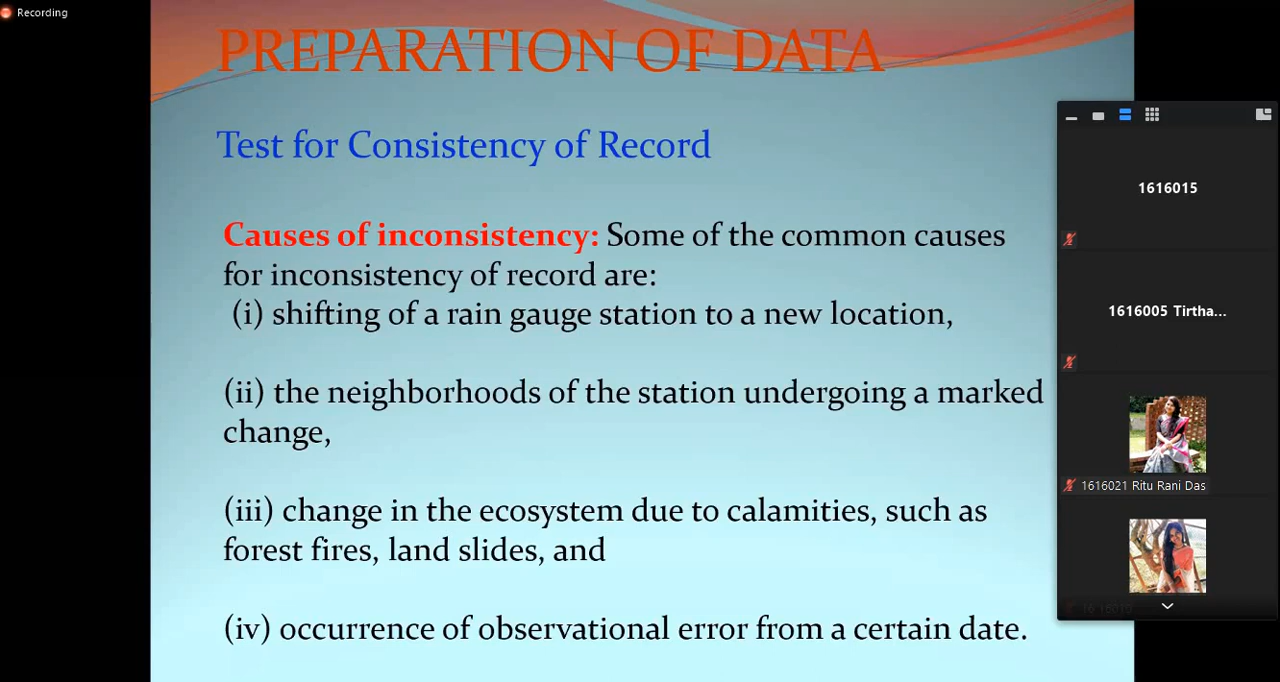 Recording
PREPARATION OF DATA
Test for Consistency of Record
Causes of inconsistency: Some of the common causes
for inconsistency of record are:
(i) shifting of a rain gauge station to a new location,
(ii) the neighborhoods of the station undergoing a marked
change,
(iii) change in the ecosystem due to calamities, such as
forest fires, land slides, and
(iv) occurrence of observational error from a certain date.
1616015
1616005 Tirtha...
1616021 Ritu Rani Das